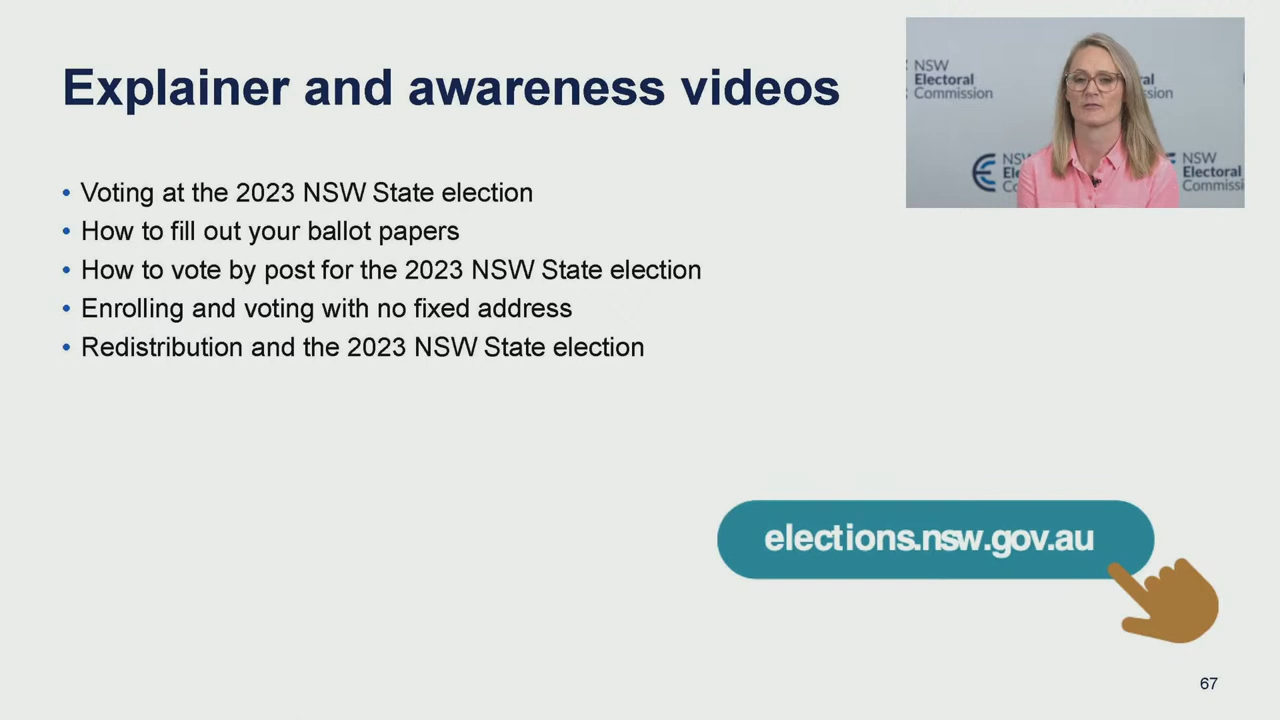 Explainer and awareness videos
• Voting at the 2023 NSW State election
• How to fill out your ballot papers
• How to vote by post for the 2023 NSW State election
• Enrolling and voting with no fixed address
• Redistribution and the 2023 NSW State election
NSW
Electoral
Commission
NSW
Electoral
Commissi
elections.nsw.gov.au
67